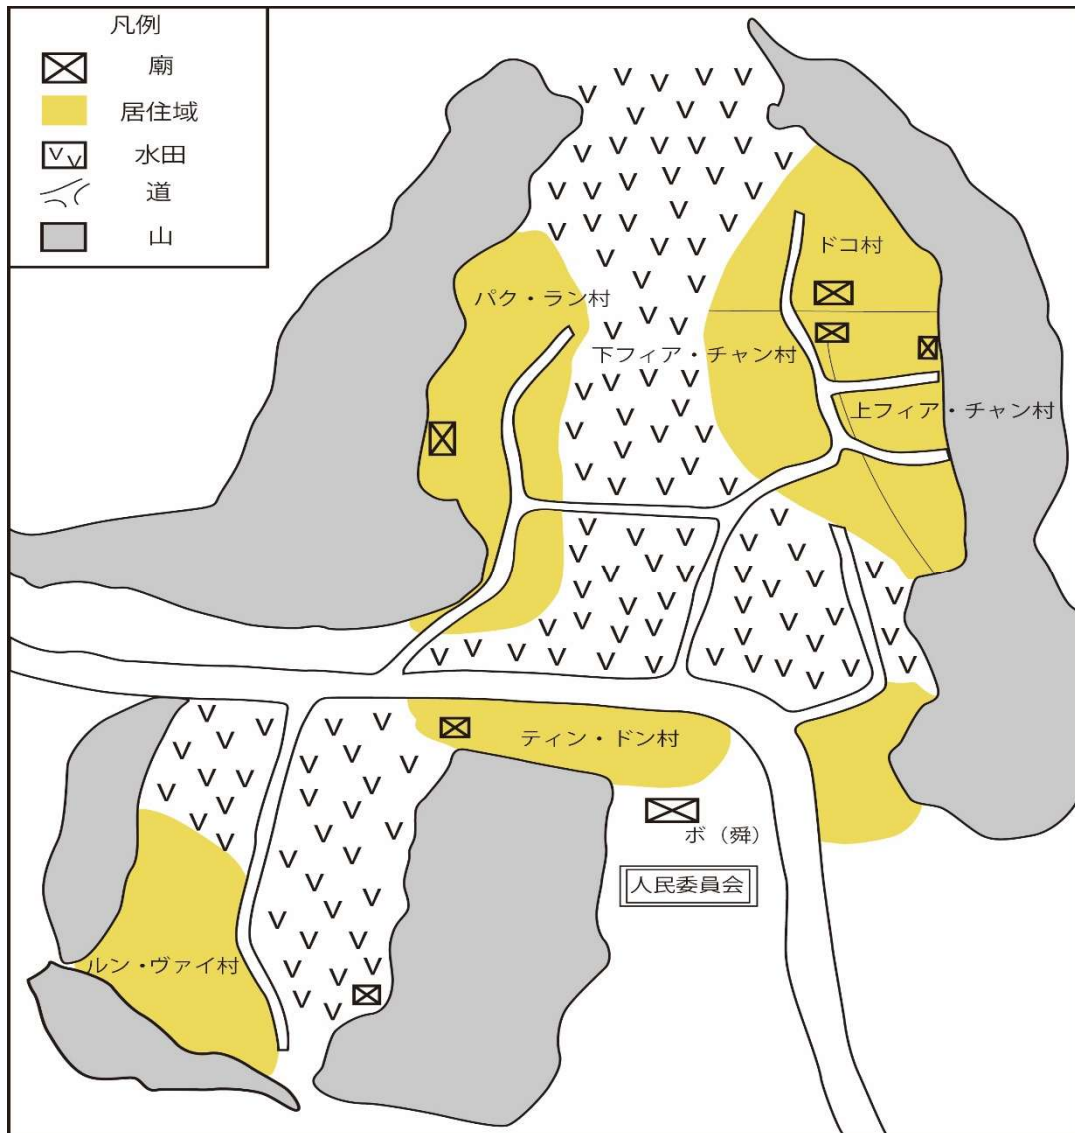 凡例
廟
居住域
水田
道
山
ドコ村
パク・ラン村
下フィア・チャン村
上フィア・チャン村
ティン・ドン村
ボ（舜）
人民委員会
ルン・ヴァイ村